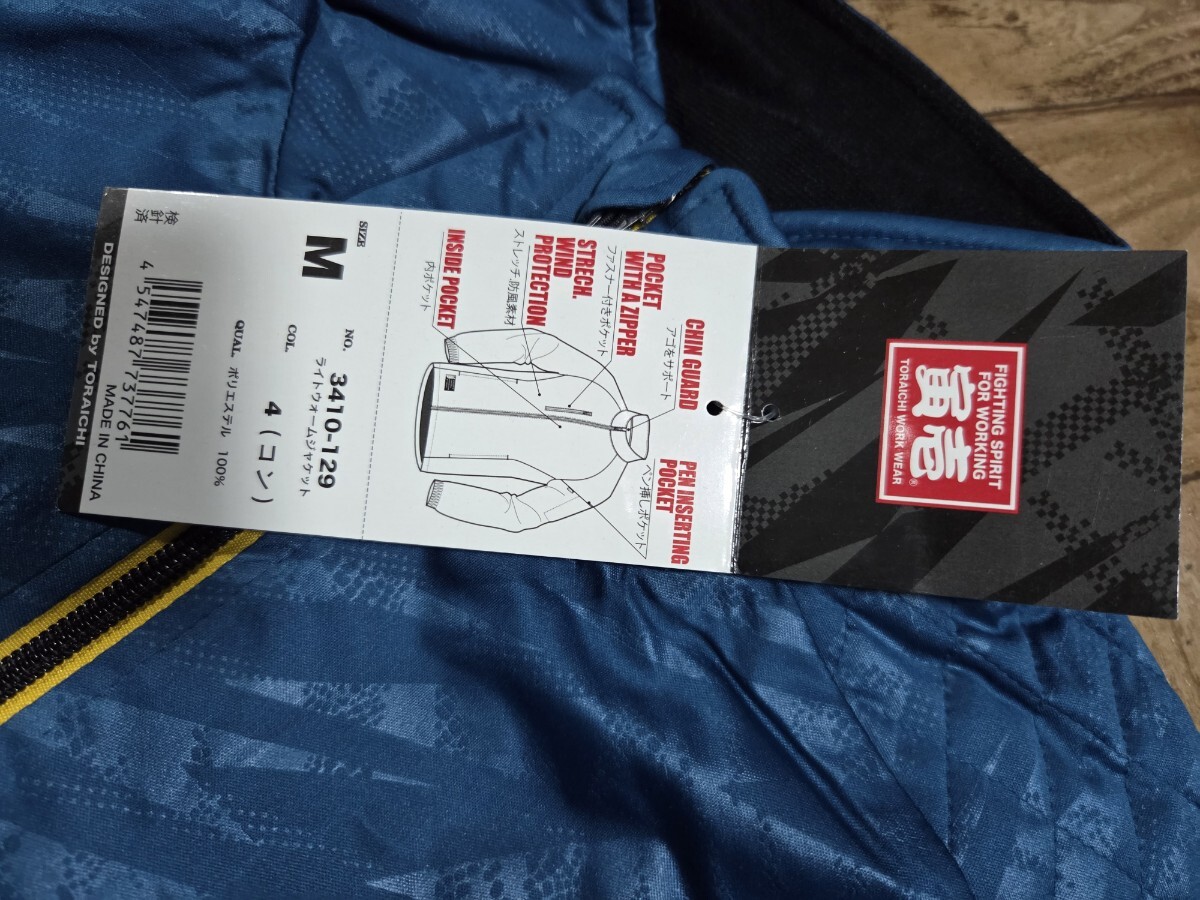 FIGHTING SPIRIT
FOR WORKING
寅壱®
TORAICHI WORK WEAR
CHIN GUARD
アゴをサポート
POCKET
WITH A ZIPPER
ファスナー付きポケット
STRECH.
WIND
PROTECTION
ストレッチ.防風素材
INSIDE POCKET
内ポケット
PEN INSERTING
POCKET
ペン挿しポケット
SIZE
M
NO. 3410-129
ライトウォームジャケット
COL. 4(コン)
QUAL. ポリエステル 100%
4 547487 737761
検針済
DESIGNED by TORAICHI
MADE IN CHINA